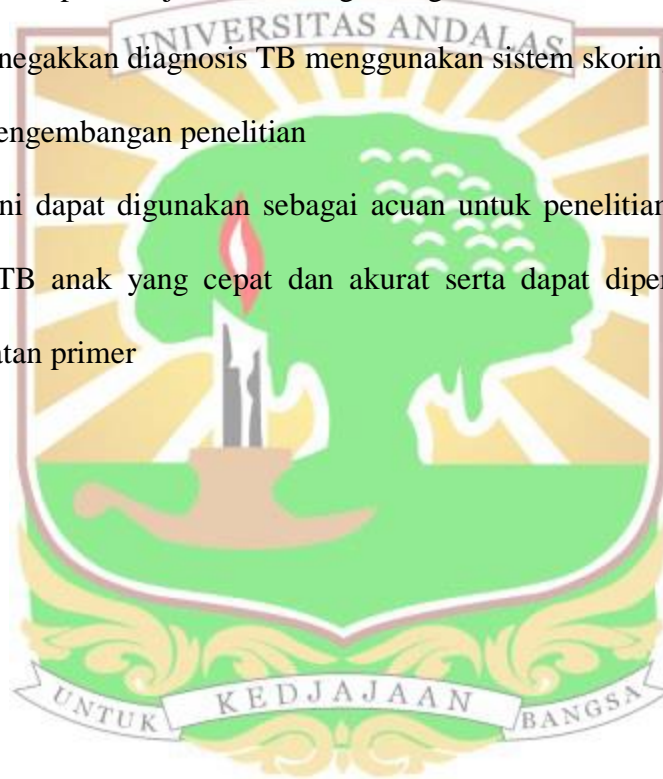 UNIVERSITAS ANDALAS
negakkan diagnosis TB menggunakan sistem skorin
engembangan penelitian
ni dapat digunakan sebagai acuan untuk penelitian
TB anak yang cepat dan akurat serta dapat diper
atan primer
UNTUK KEDJAJAAN BANGSA